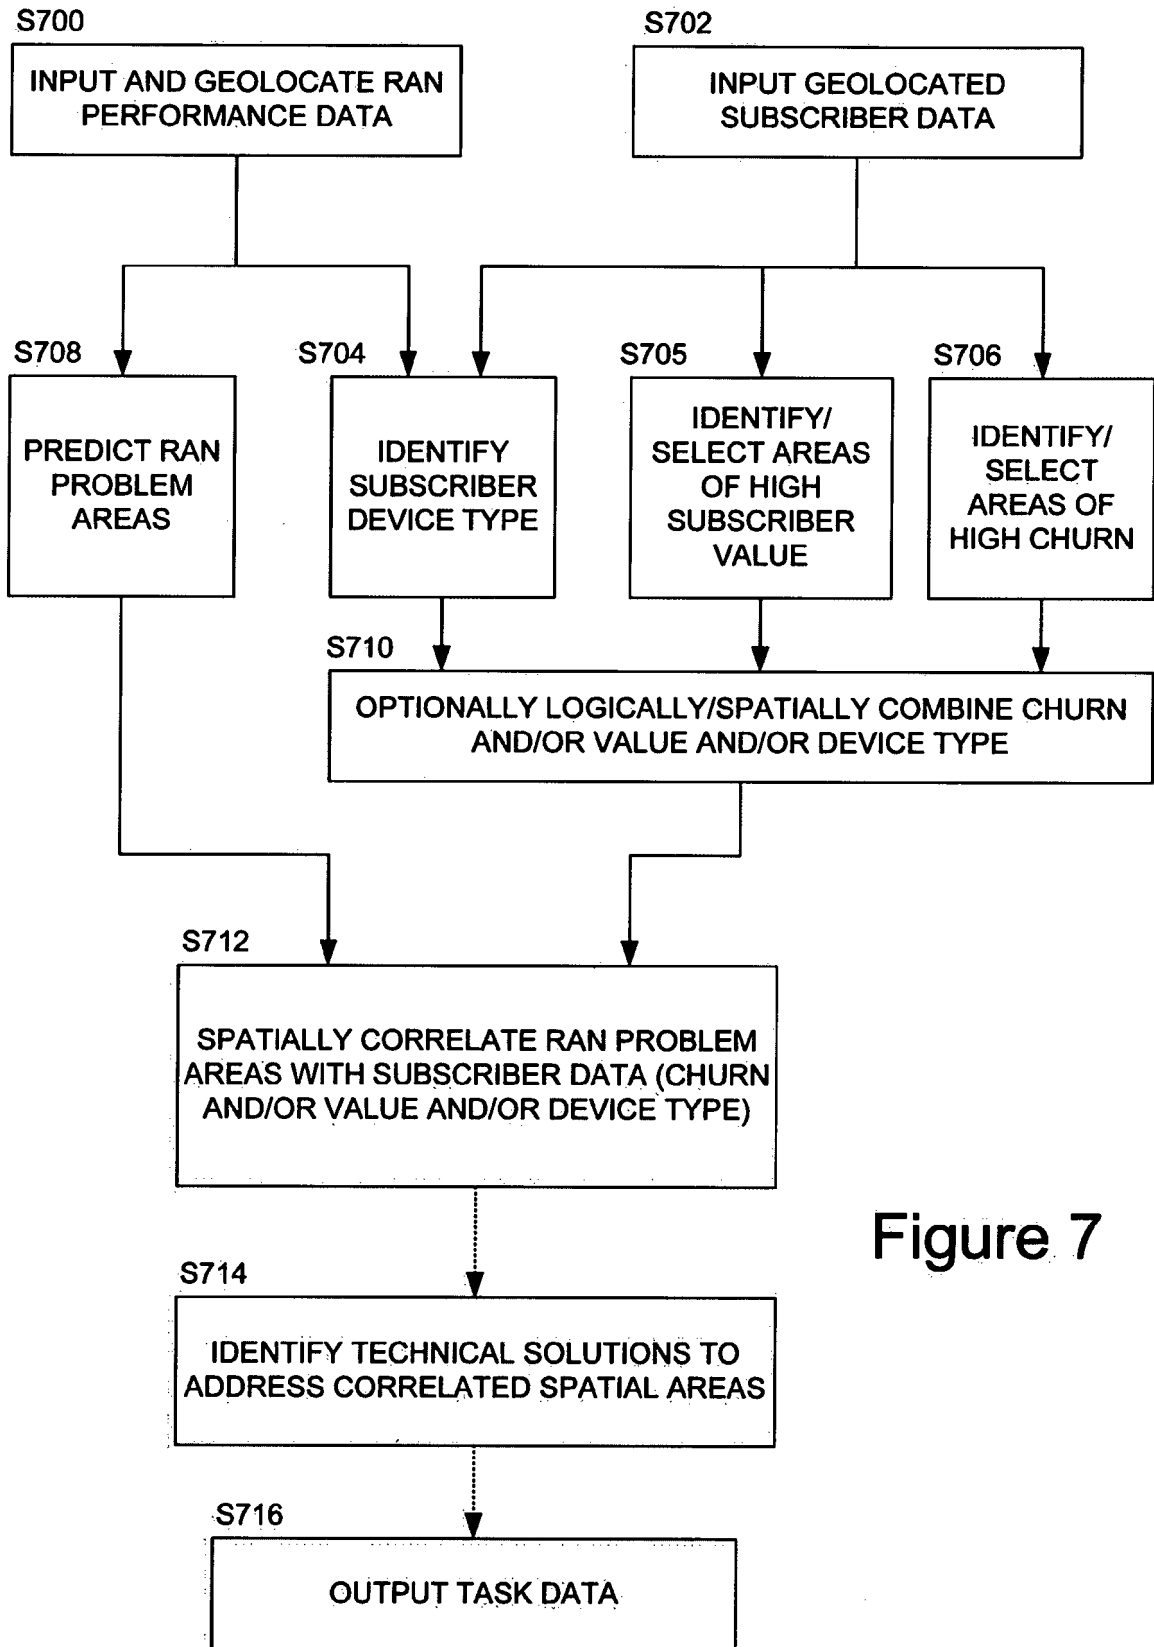 S700
INPUT AND GEOLOCATE RAN
PERFORMANCE DATA
S702
INPUT GEOLOCATED
SUBSCRIBER DATA
S708
PREDICT RAN
PROBLEM
AREAS
S704
IDENTIFY
SUBSCRIBER
DEVICE TYPE
S705
IDENTIFY/
SELECT AREAS
OF HIGH
SUBSCRIBER
VALUE
S706
IDENTIFY/
SELECT
AREAS OF
HIGH CHURN
S710
OPTIONALLY LOGICALLY/SPATIALLY COMBINE CHURN
AND/OR VALUE AND/OR DEVICE TYPE
S712
SPATIALLY CORRELATE RAN PROBLEM
AREAS WITH SUBSCRIBER DATA (CHURN
AND/OR VALUE AND/OR DEVICE TYPE)
Figure 7
S714
IDENTIFY TECHNICAL SOLUTIONS TO
ADDRESS CORRELATED SPATIAL AREAS
S716
OUTPUT TASK DATA